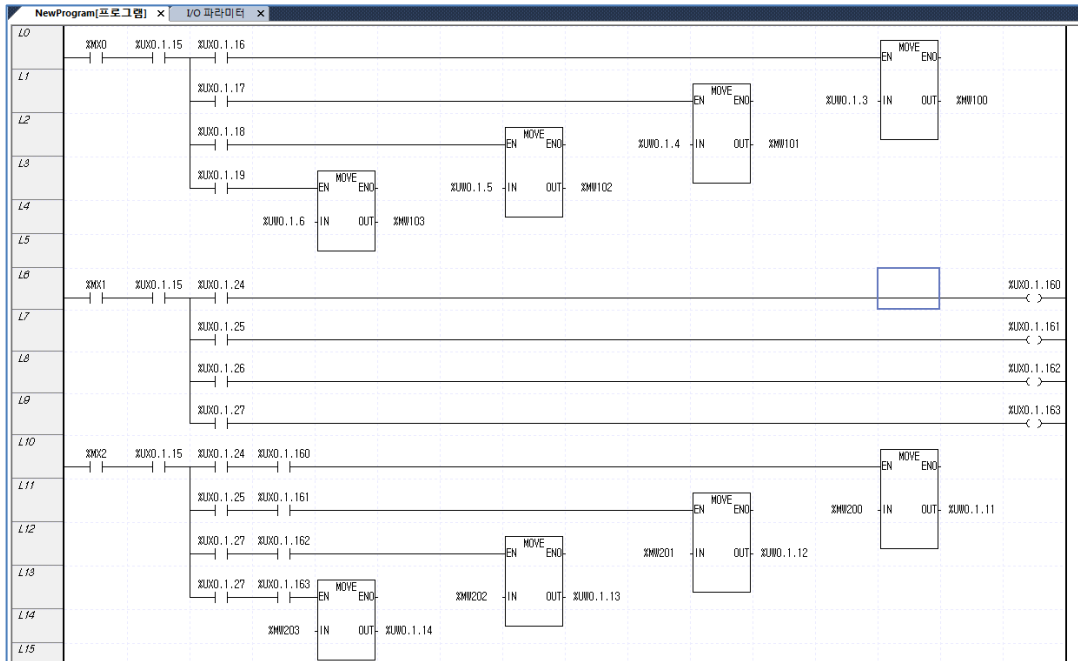 NewProgram[프로그램] ×  I/O 파라미터 ×
L0
%MX0 %UX0.1.15 %UX0.1.16
MOVE
EN ENO
L1
%UX0.1.17
MOVE
EN ENO
%UW0.1.3 IN OUT %MW100
L2
%UX0.1.18
MOVE
EN ENO
%UW0.1.4 IN OUT %MW101
L3
%UX0.1.19
MOVE
EN ENO
%UW0.1.5 IN OUT %MW102
L4
%UW0.1.6 IN OUT %MW103
L5
L6
%MX1 %UX0.1.15 %UX0.1.24 %UX0.1.160
L7
%UX0.1.25 %UX0.1.161
L8
%UX0.1.26 %UX0.1.162
L9
%UX0.1.27 %UX0.1.163
L10
%MX2 %UX0.1.15 %UX0.1.24 %UX0.1.160
MOVE
EN ENO
L11
%UX0.1.25 %UX0.1.161
MOVE
EN ENO
%MW200 IN OUT %UW0.1.11
L12
%UX0.1.27 %UX0.1.162
MOVE
EN ENO
%MW201 IN OUT %UW0.1.12
L13
%UX0.1.27 %UX0.1.163
MOVE
EN ENO
%MW202 IN OUT %UW0.1.13
L14
%MW203 IN OUT %UW0.1.14
L15